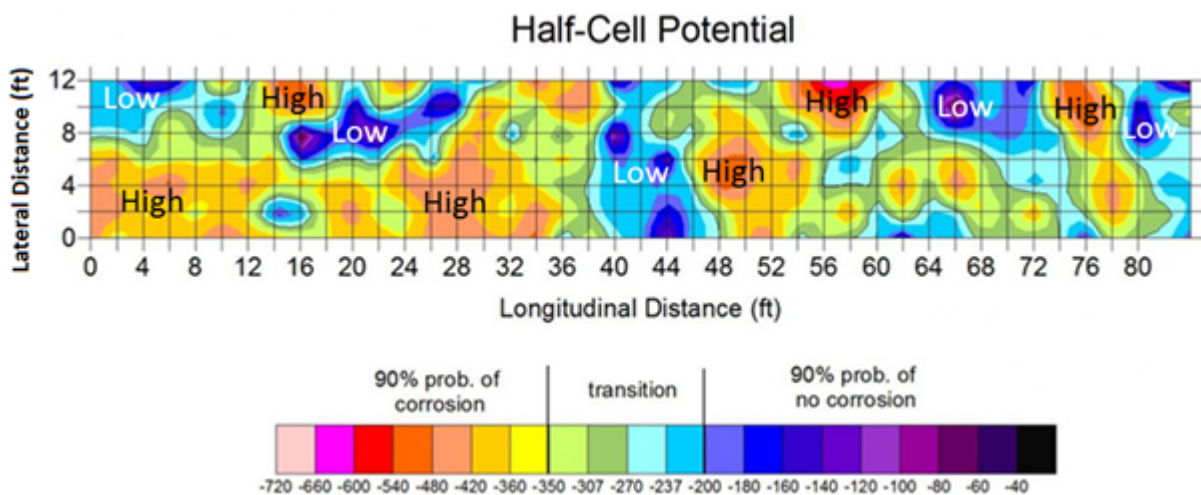 Half-Cell Potential
Lateral Distance (ft)
12
8
4
0
Low High Low High High Low High Low High Low High Low
0 4 8 12 16 20 24 28 32 36 40 44 48 52 56 60 64 68 72 76 80
Longitudinal Distance (ft)
90% prob. of corrosion
transition
90% prob. of no corrosion
-720 -660 -600 -540 -480 -420 -360 -350 -307 -270 -237 -200 -180 -160 -140 -120 -100 -80 -60 -40